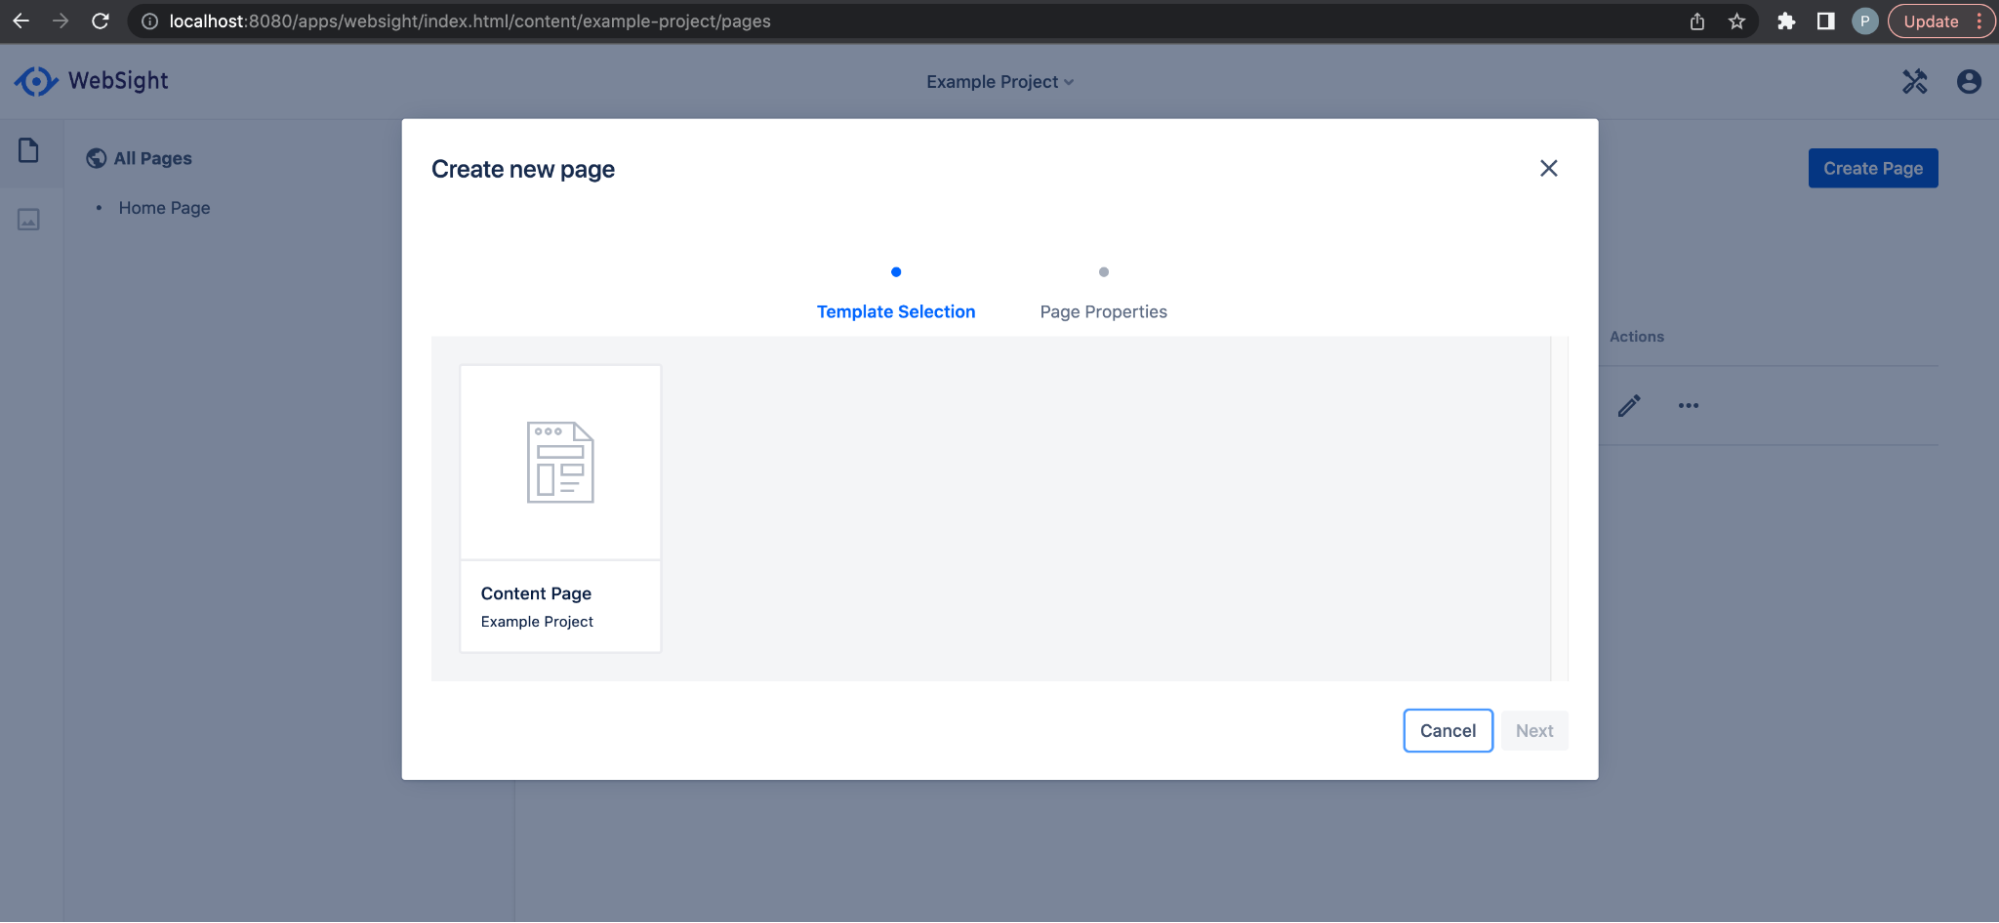 localhost:8080/apps/websight/index.html/content/example-project/pages
P
Update
WebSight
Example Project
All Pages
Home Page
Create Page
Actions
Create new page
Template Selection
Page Properties
Content Page
Example Project
Cancel
Next